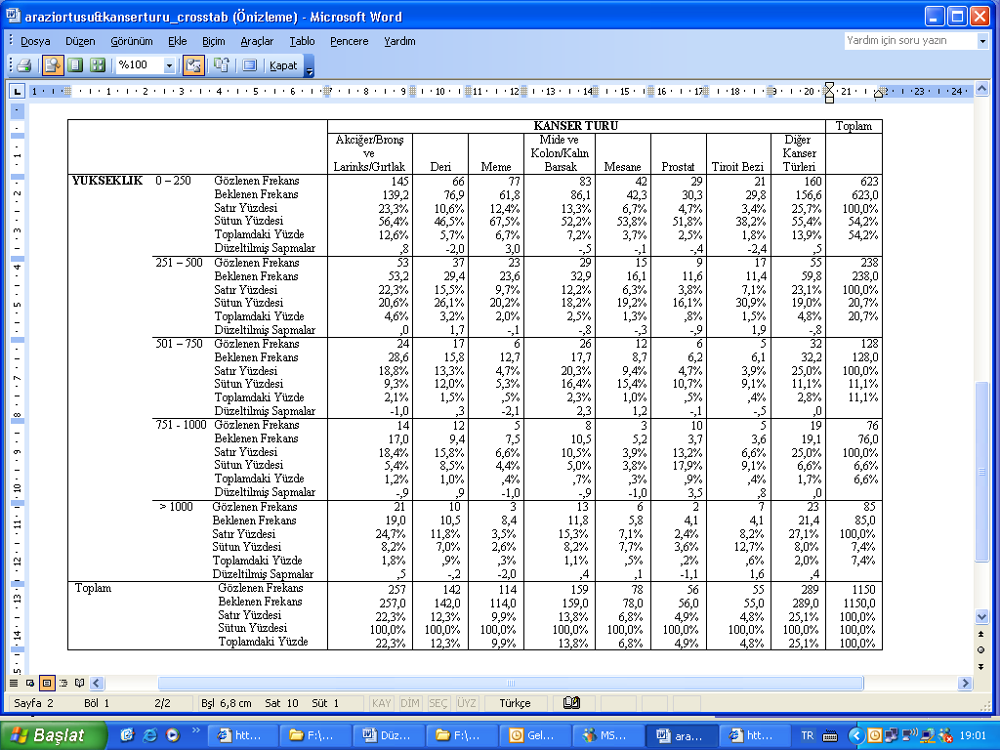 araziortusu&kanserturu_crosstab (Önizleme) - Microsoft Word
Dosya Düzen Görünüm Ekle Biçim Araçlar Tablo Pencere Yardım Yardım için soru yazın
%100 Kapat
1 1 2 3 4 5 6 7 8 9 10 11 12 13 14 15 16 17 18 19 20 21 22 23 24
KANSER TURU Toplam
Akciğer/Bronş ve Larinks/Gırtlak Deri Meme Mide ve Kolon/Kalın Barsak Mesane Prostat Tiroit Bezi Diğer Kanser Türleri
YUKSEKLIK 0 – 250 Gözlenen Frekans 145 66 77 83 42 29 21 160 623
Beklenen Frekans 139,2 76,9 61,8 86,1 42,3 30,3 29,8 156,6 623,0
Satır Yüzdesi 23,3% 10,6% 12,4% 13,3% 6,7% 4,7% 3,4% 25,7% 100,0%
Sütun Yüzdesi 56,4% 46,5% 67,5% 52,2% 53,8% 51,8% 38,2% 55,4% 54,2%
Toplamdaki Yüzde 12,6% 5,7% 6,7% 7,2% 3,7% 2,5% 1,8% 13,9% 54,2%
Düzeltilmiş Sapmalar ,8 -2,0 3,0 -,5 -,1 -,4 -2,4 ,5
251 – 500 Gözlenen Frekans 53 37 23 29 15 9 17 55 238
Beklenen Frekans 53,2 29,4 23,6 32,9 16,1 11,6 11,4 59,8 238,0
Satır Yüzdesi 22,3% 15,5% 9,7% 12,2% 6,3% 3,8% 7,1% 23,1% 100,0%
Sütun Yüzdesi 20,6% 26,1% 20,2% 18,2% 19,2% 16,1% 30,9% 19,0% 20,7%
Toplamdaki Yüzde 4,6% 3,2% 2,0% 2,5% 1,3% ,8% 1,5% 4,8% 20,7%
Düzeltilmiş Sapmalar ,0 1,7 -,1 -,8 -,3 -,9 1,9 -,8
501 – 750 Gözlenen Frekans 24 17 6 26 12 6 5 32 128
Beklenen Frekans 28,6 15,8 12,7 17,7 8,7 6,2 6,1 32,2 128,0
Satır Yüzdesi 18,8% 13,3% 4,7% 20,3% 9,4% 4,7% 3,9% 25,0% 100,0%
Sütun Yüzdesi 9,3% 12,0% 5,3% 16,4% 15,4% 10,7% 9,1% 11,1% 11,1%
Toplamdaki Yüzde 2,1% 1,5% ,5% 2,3% 1,0% ,5% ,4% 2,8% 11,1%
Düzeltilmiş Sapmalar -1,0 ,3 -2,1 2,3 1,2 -,1 -,5 ,0
751 - 1000 Gözlenen Frekans 14 12 5 8 3 10 5 19 76
Beklenen Frekans 17,0 9,4 7,5 10,5 5,2 3,7 3,6 19,1 76,0
Satır Yüzdesi 18,4% 15,8% 6,6% 10,5% 3,9% 13,2% 6,6% 25,0% 100,0%
Sütun Yüzdesi 5,4% 8,5% 4,4% 5,0% 3,8% 17,9% 9,1% 6,6% 6,6%
Toplamdaki Yüzde 1,2% 1,0% ,4% ,7% ,3% ,9% ,4% 1,7% 6,6%
Düzeltilmiş Sapmalar -,9 ,9 -1,0 -,9 -1,0 3,5 ,8 ,0
> 1000 Gözlenen Frekans 21 10 3 13 6 2 7 23 85
Beklenen Frekans 19,0 10,5 8,4 11,8 5,8 4,1 4,1 21,4 85,0
Satır Yüzdesi 24,7% 11,8% 3,5% 15,3% 7,1% 2,4% 8,2% 27,1% 100,0%
Sütun Yüzdesi 8,2% 7,0% 2,6% 8,2% 7,7% 3,6% 12,7% 8,0% 7,4%
Toplamdaki Yüzde 1,8% ,9% ,3% 1,1% ,5% ,2% ,6% 2,0% 7,4%
Düzeltilmiş Sapmalar ,5 -,2 -2,0 ,4 ,1 -1,1 1,6 ,4
Toplam Gözlenen Frekans 257 142 114 159 78 56 55 289 1150
Beklenen Frekans 257,0 142,0 114,0 159,0 78,0 56,0 55,0 289,0 1150,0
Satır Yüzdesi 22,3% 12,3% 9,9% 13,8% 6,8% 4,9% 4,8% 25,1% 100,0%
Sütun Yüzdesi 100,0% 100,0% 100,0% 100,0% 100,0% 100,0% 100,0% 100,0% 100,0%
Toplamdaki Yüzde 22,3% 12,3% 9,9% 13,8% 6,8% 4,9% 4,8% 25,1% 100,0%
Sayfa 2 Böl 1 2/2 Bşl 6,8 cm Sat 10 Süt 1 KAY DİM SEÇ ÜYZ Türkçe
Başlat htt... F:\... Düz... F:\... Gel... MS... ara... htt... TR 19:01